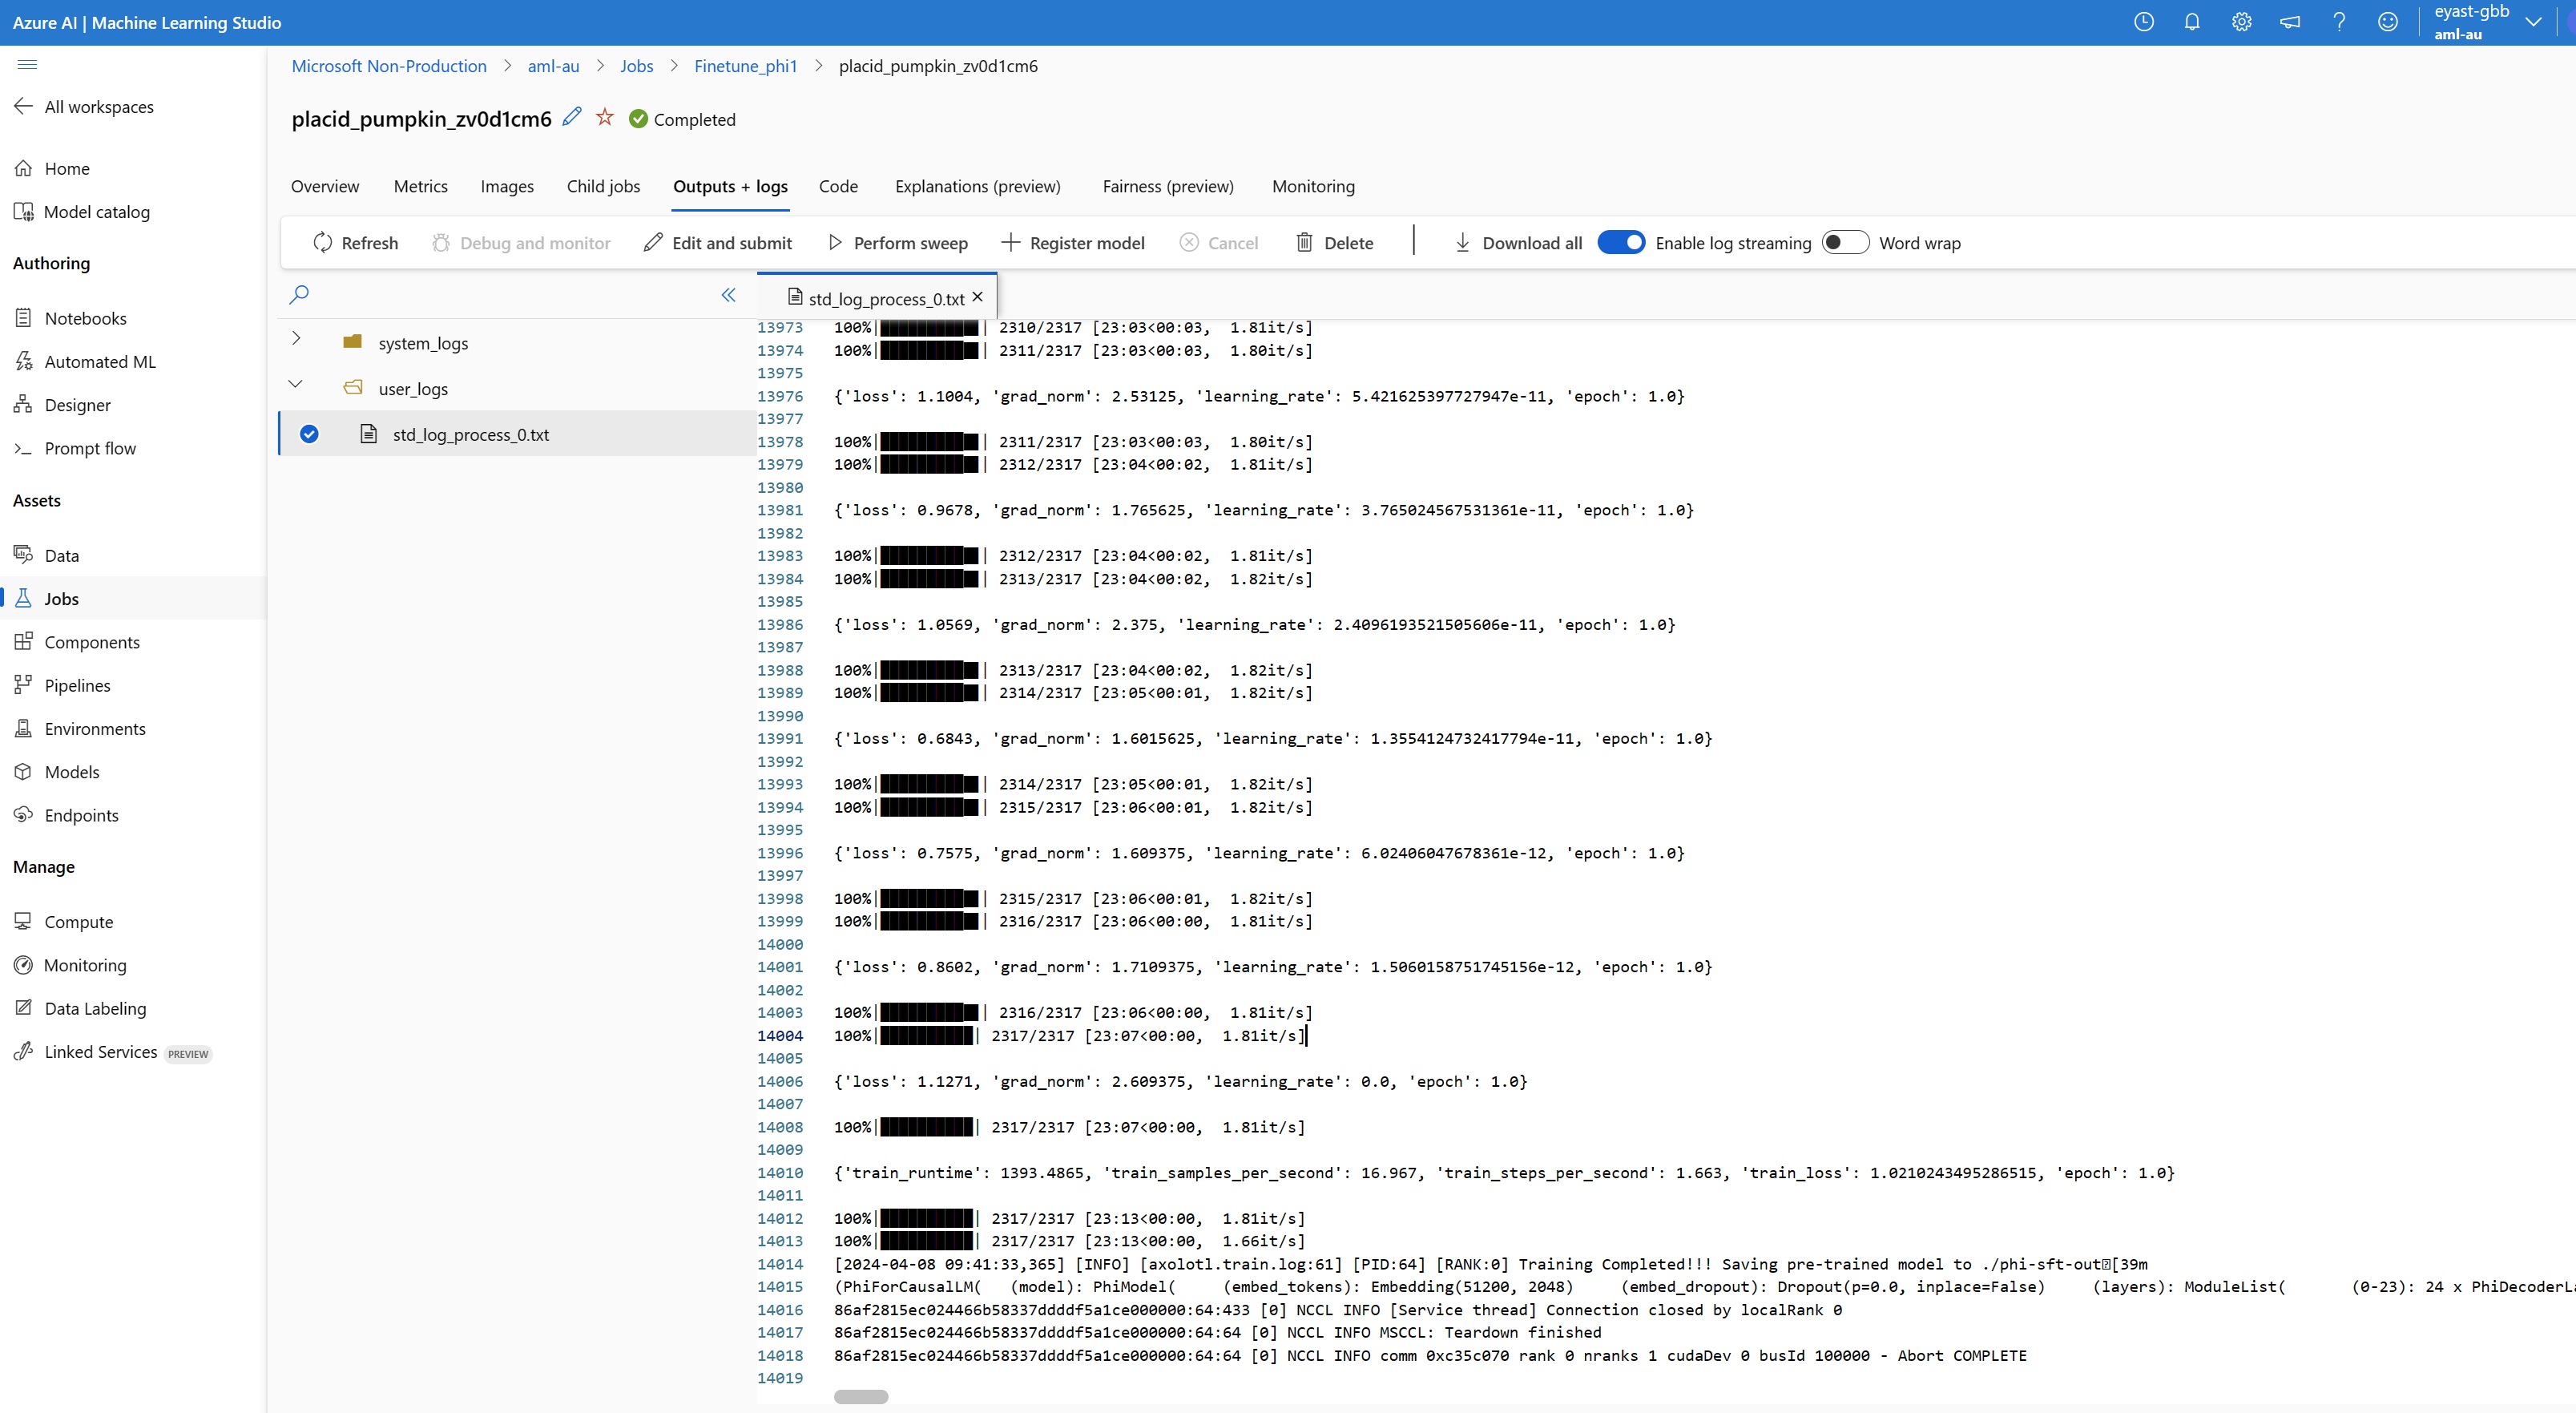 Azure AI | Machine Learning Studio
eyast-gbb
aml-au
Microsoft Non-Production > aml-au > Jobs > Finetune_phi1 > placid_pumpkin_zv0d1cm6
All workspaces
placid_pumpkin_zv0d1cm6 Completed
Home
Model catalog
Authoring
Notebooks
Automated ML
Designer
Prompt flow
Assets
Data
Jobs
Components
Pipelines
Environments
Models
Endpoints
Manage
Compute
Monitoring
Data Labeling
Linked Services PREVIEW
Overview Metrics Images Child jobs Outputs + logs Code Explanations (preview) Fairness (preview) Monitoring
Refresh Debug and monitor Edit and submit Perform sweep Register model Cancel Delete Download all Enable log streaming Word wrap
system_logs
user_logs
std_log_process_0.txt
std_log_process_0.txt
13973 100%|██████████| 2310/2317 [23:03<00:03, 1.81it/s]
13974 100%|██████████| 2311/2317 [23:03<00:03, 1.80it/s]
13975
13976 {'loss': 1.1004, 'grad_norm': 2.53125, 'learning_rate': 5.421625397727947e-11, 'epoch': 1.0}
13977
13978 100%|██████████| 2311/2317 [23:03<00:03, 1.80it/s]
13979 100%|██████████| 2312/2317 [23:04<00:02, 1.81it/s]
13980
13981 {'loss': 0.9678, 'grad_norm': 1.765625, 'learning_rate': 3.765024567531361e-11, 'epoch': 1.0}
13982
13983 100%|██████████| 2312/2317 [23:04<00:02, 1.81it/s]
13984 100%|██████████| 2313/2317 [23:04<00:02, 1.82it/s]
13985
13986 {'loss': 1.0569, 'grad_norm': 2.375, 'learning_rate': 2.4096193521505606e-11, 'epoch': 1.0}
13987
13988 100%|██████████| 2313/2317 [23:04<00:02, 1.82it/s]
13989 100%|██████████| 2314/2317 [23:05<00:01, 1.82it/s]
13990
13991 {'loss': 0.6843, 'grad_norm': 1.6015625, 'learning_rate': 1.3554124732417794e-11, 'epoch': 1.0}
13992
13993 100%|██████████| 2314/2317 [23:05<00:01, 1.82it/s]
13994 100%|██████████| 2315/2317 [23:06<00:01, 1.82it/s]
13995
13996 {'loss': 0.7575, 'grad_norm': 1.609375, 'learning_rate': 6.02406047678361e-12, 'epoch': 1.0}
13997
13998 100%|██████████| 2315/2317 [23:06<00:01, 1.82it/s]
13999 100%|██████████| 2316/2317 [23:06<00:00, 1.81it/s]
14000
14001 {'loss': 0.8602, 'grad_norm': 1.7109375, 'learning_rate': 1.5060158751745156e-12, 'epoch': 1.0}
14002
14003 100%|██████████| 2316/2317 [23:06<00:00, 1.81it/s]
14004 100%|██████████| 2317/2317 [23:07<00:00, 1.81it/s]
14005
14006 {'loss': 1.1271, 'grad_norm': 2.609375, 'learning_rate': 0.0, 'epoch': 1.0}
14007
14008 100%|██████████| 2317/2317 [23:07<00:00, 1.81it/s]
14009
14010 {'train_runtime': 1393.4865, 'train_samples_per_second': 16.967, 'train_steps_per_second': 1.663, 'train_loss': 1.0210243495286515, 'epoch': 1.0}
14011
14012 100%|██████████| 2317/2317 [23:13<00:00, 1.81it/s]
14013 100%|██████████| 2317/2317 [23:13<00:00, 1.66it/s]
14014 [2024-04-08 09:41:33,365] [INFO] [axolotl.train.log:61] [PID:64] [RANK:0] Training Completed!!! Saving pre-trained model to ./phi-sft-out[39m
14015 (PhiForCausalLM( (model): PhiModel( (embed_tokens): Embedding(51200, 2048) (embed_dropout): Dropout(p=0.0, inplace=False) (layers): ModuleList( (0-23): 24 x PhiDecoderLa
14016 86af2815ec024466b58337ddddf5a1ce000000:64:433 [0] NCCL INFO [Service thread] Connection closed by localRank 0
14017 86af2815ec024466b58337ddddf5a1ce000000:64:64 [0] NCCL INFO MSCCL: Teardown finished
14018 86af2815ec024466b58337ddddf5a1ce000000:64:64 [0] NCCL INFO comm 0xc35c070 rank 0 nranks 1 cudaDev 0 busId 100000 - Abort COMPLETE
14019